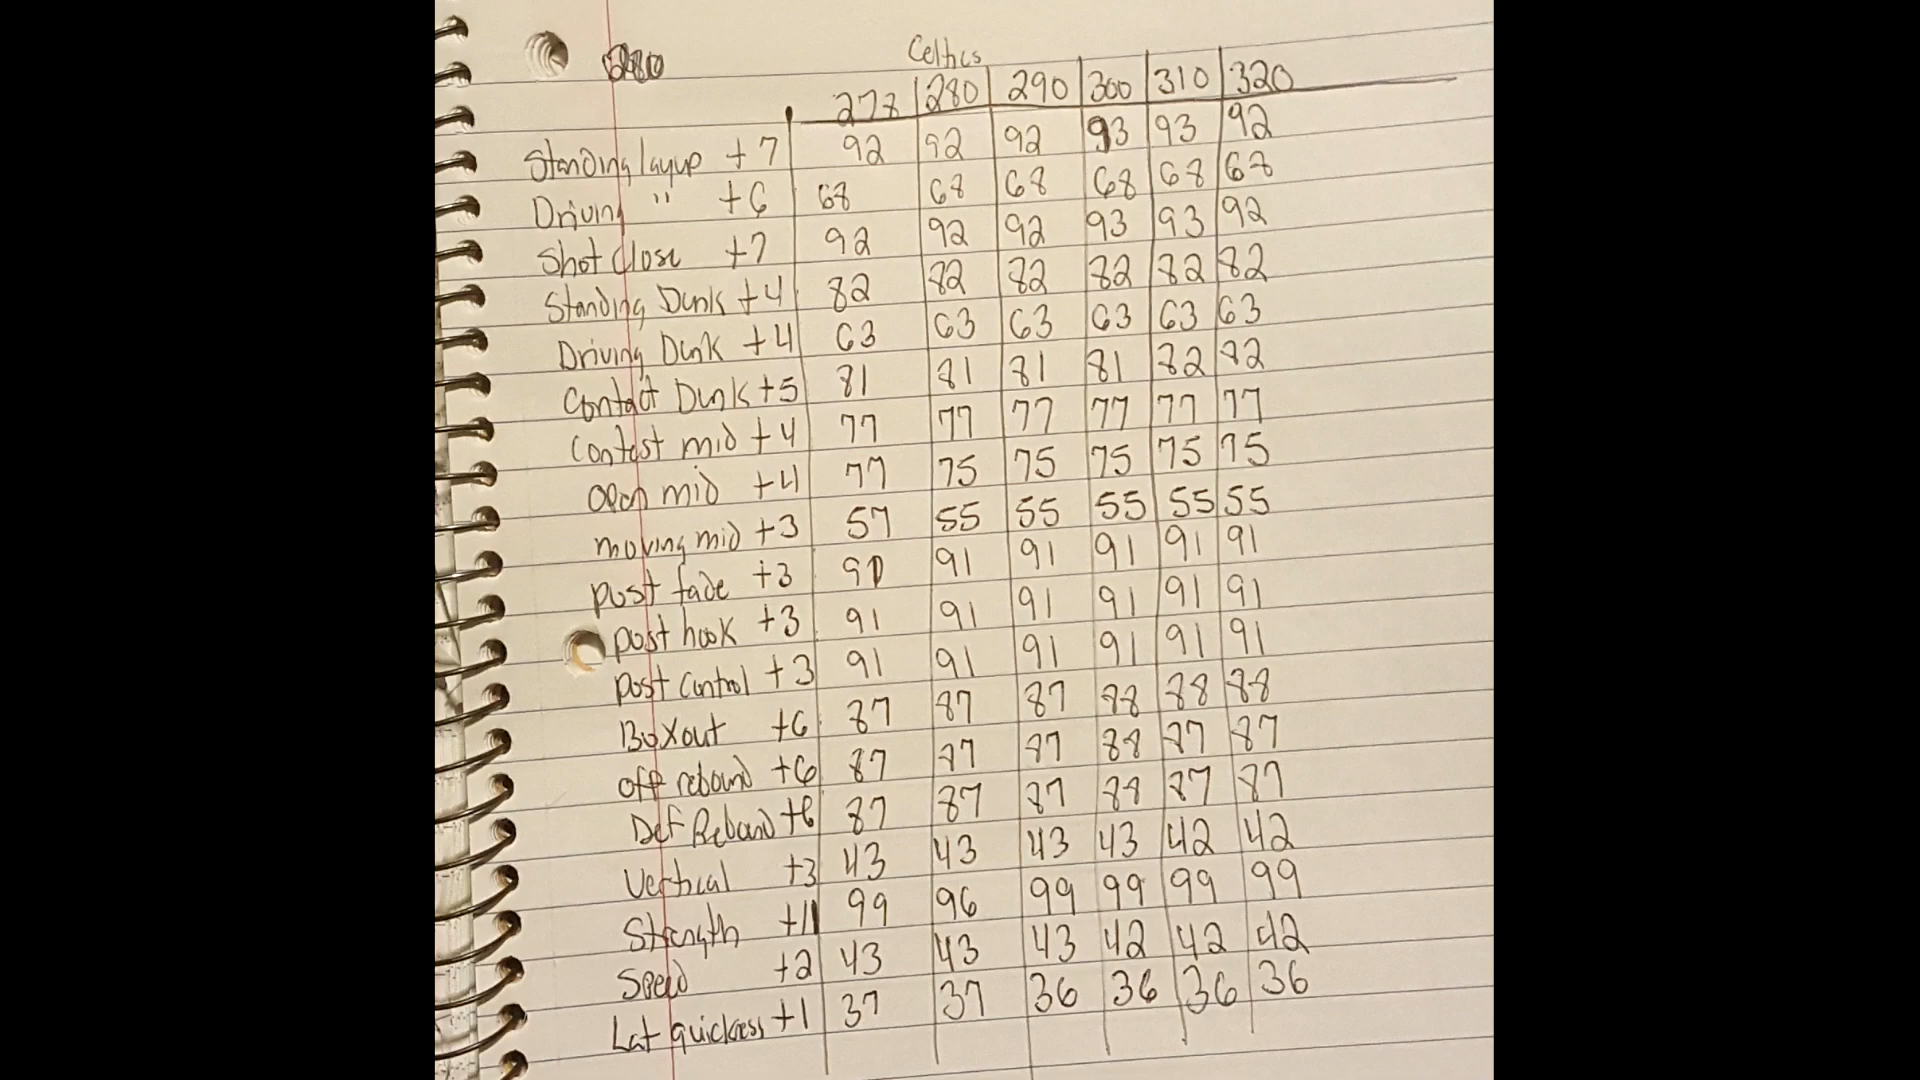 Celtics
278 280 290 300 310 320
Standing layup +7 92 92 92 93 93 92
Driving " +6 68 68 68 68 68 68
Shot Close +7 92 92 92 93 93 92
Standing Dunk +4 82 82 82 82 82 82
Driving Dunk +4 63 63 63 63 63 63
Contact Dunk +5 81 81 81 81 82 82
Contest mid +4 77 77 77 77 77 77
open mid +4 77 75 75 75 75 75
moving mid +3 57 55 55 55 55 55
post fade +3 91 91 91 91 91
post hook +3 91 91 91 91 91 91
post Control +3 91 91 91 91 91 91
Boxout +6 87 87 87 88 88 88
off rebound +6 87 87 87 88 87 87
Def Rebound +6 87 87 87 88 87 87
Vertical +3 43 43 43 43 42 42
Strength +11 99 96 99 99 99 99
Speed +2 43 43 43 42 42 42
Lat quickness +1 37 37 36 36 36 36